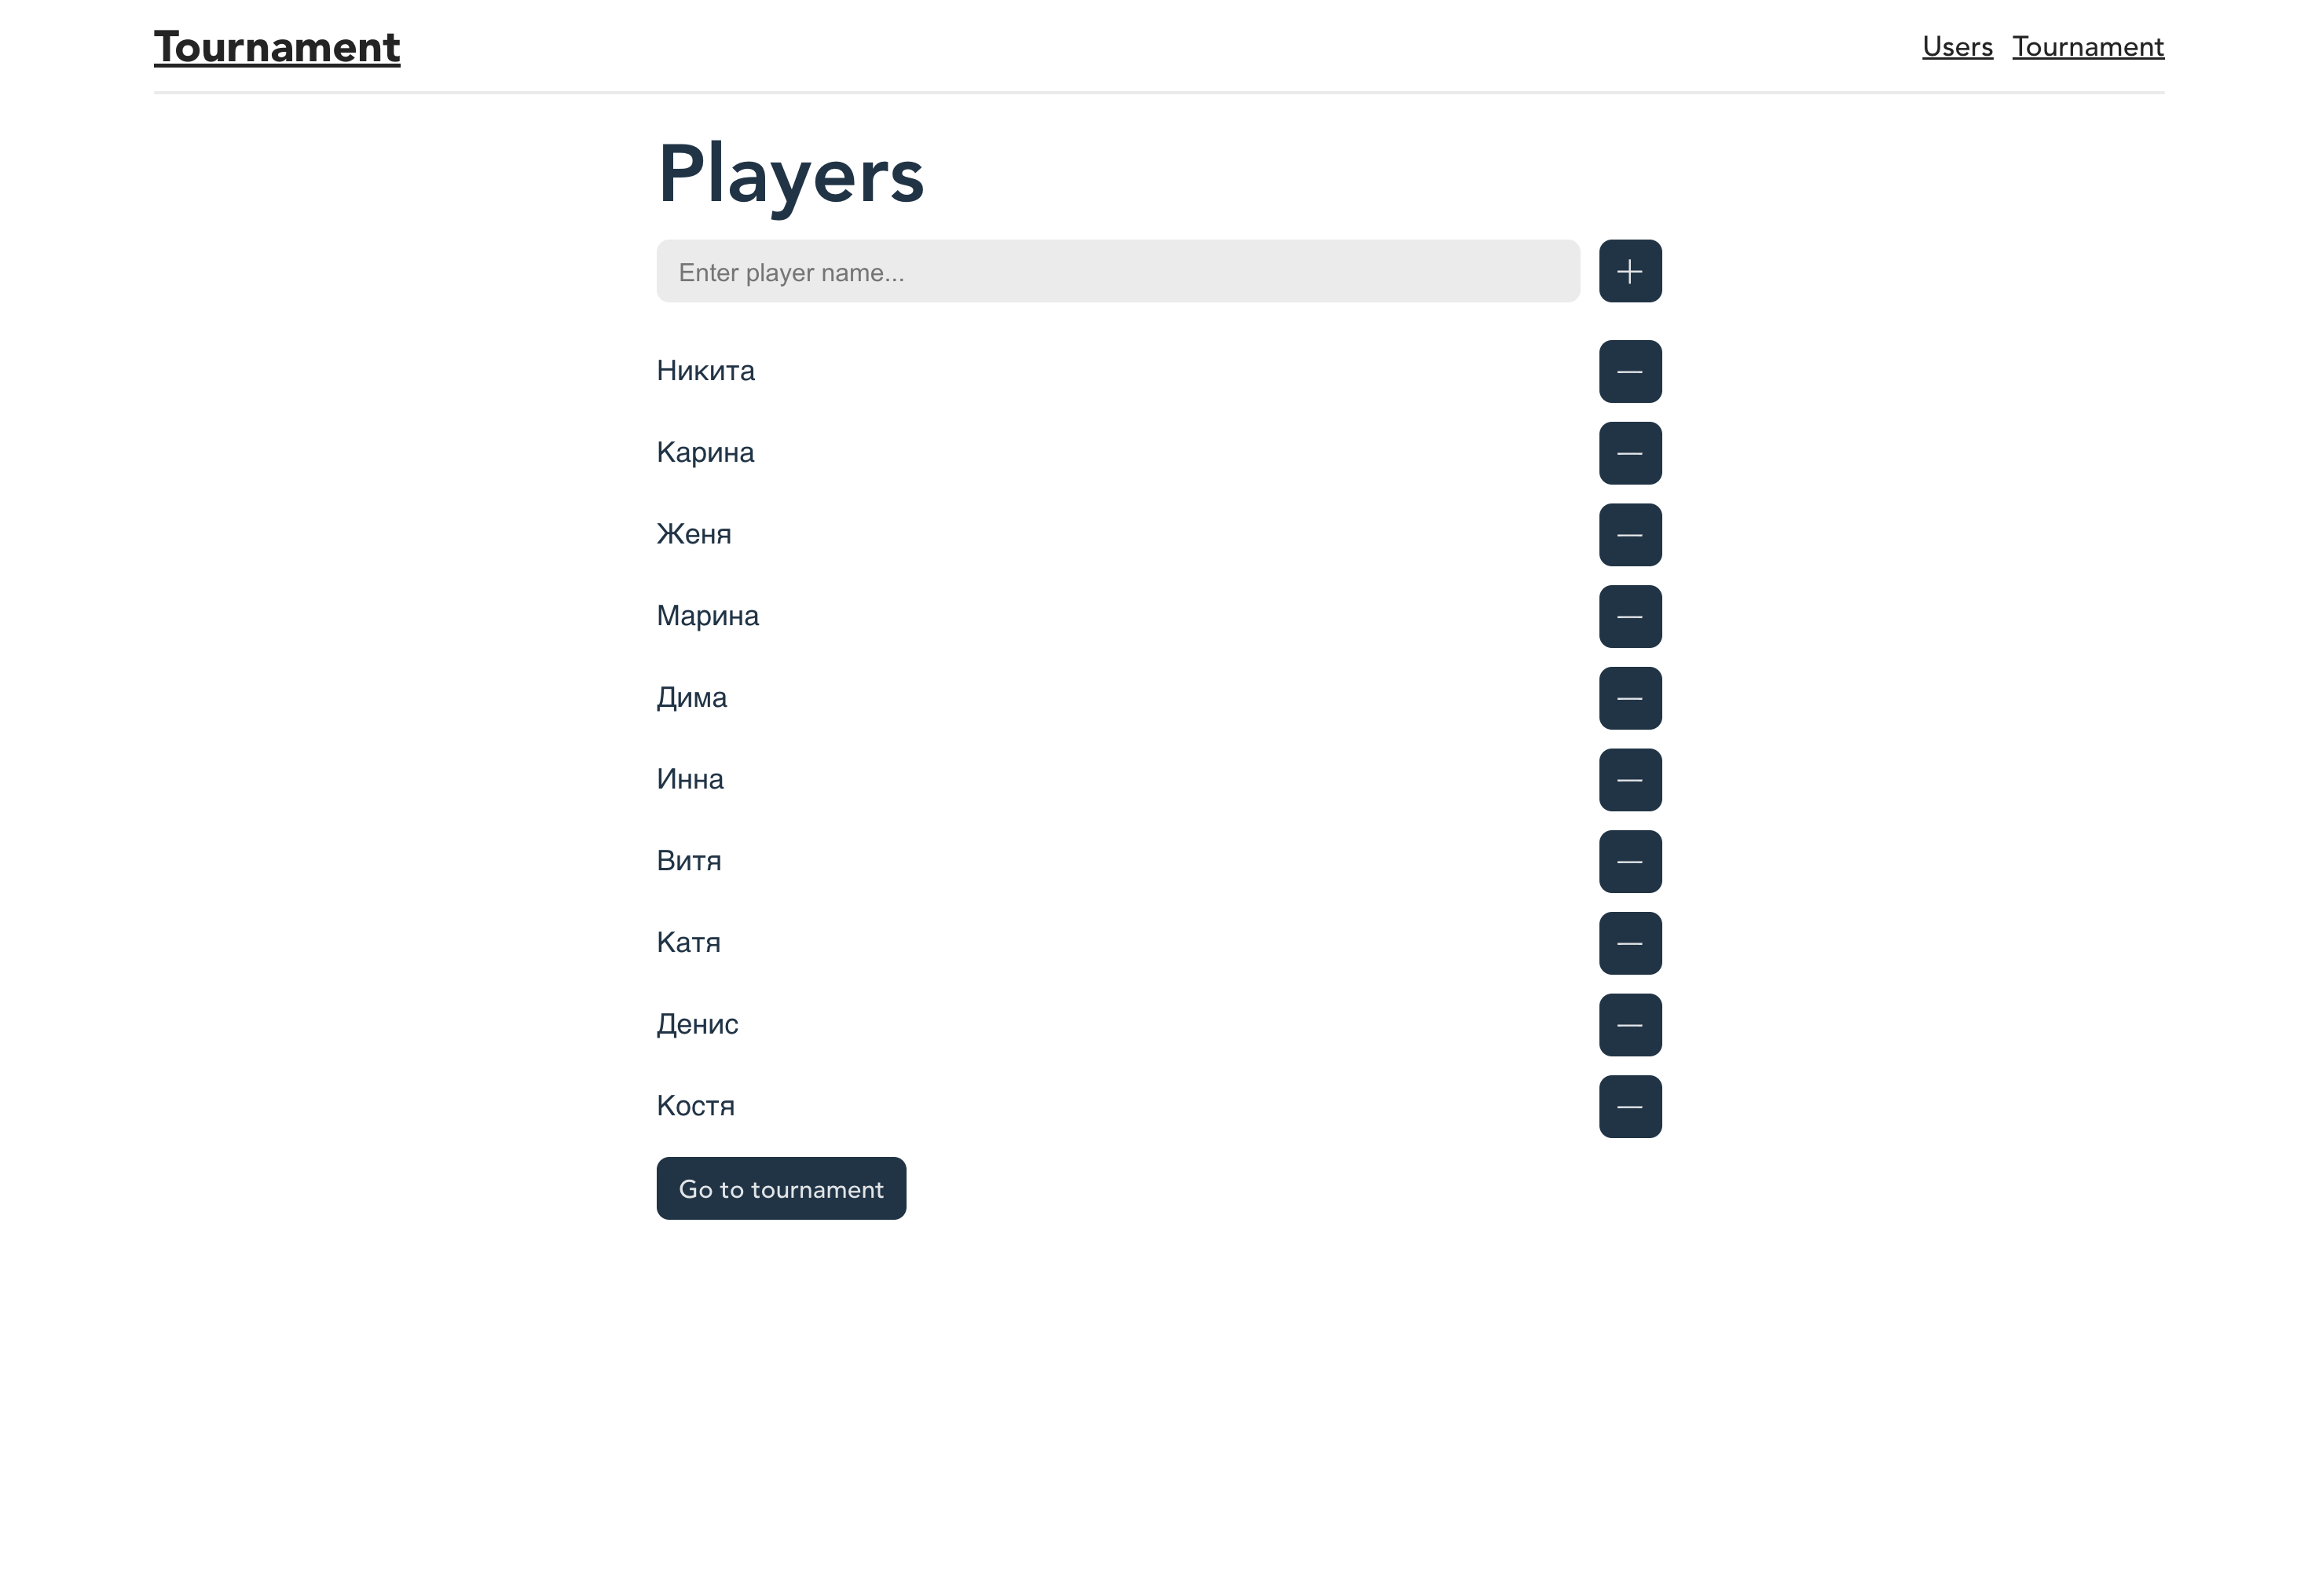 Tournament
Users Tournament
Players
Enter player name...
Никита
Карина
Женя
Марина
Дима
Инна
Витя
Катя
Денис
Костя
Go to tournament